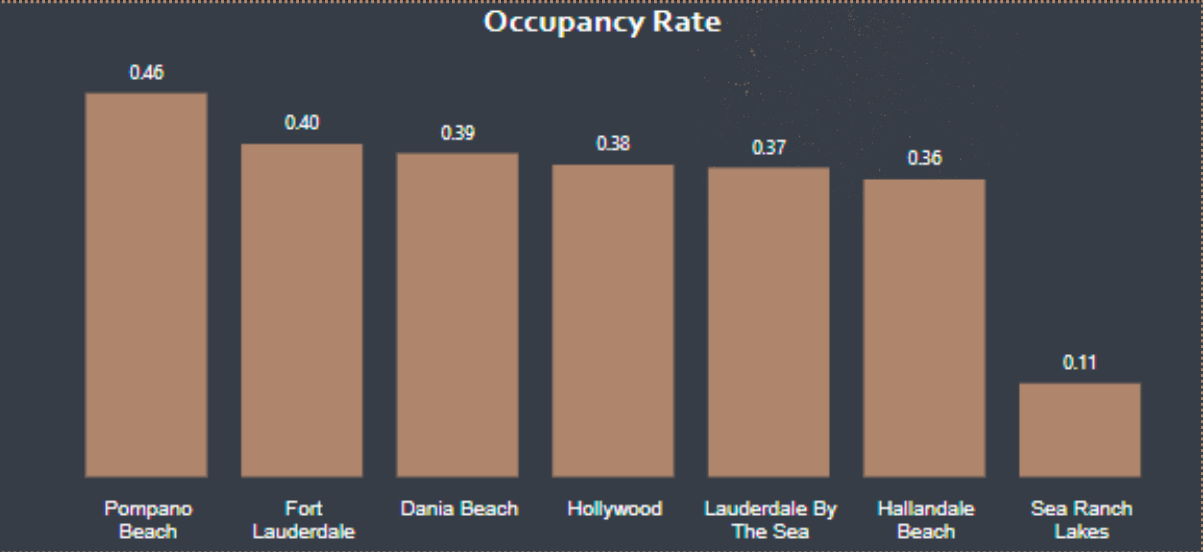 Occupancy Rate
0.46
0.40
0.39
0.38
0.37
0.36
0.11
Pompano
Beach
Fort
Lauderdale
Dania Beach
Hollywood
Lauderdale By
The Sea
Hallandale
Beach
Sea Ranch
Lakes